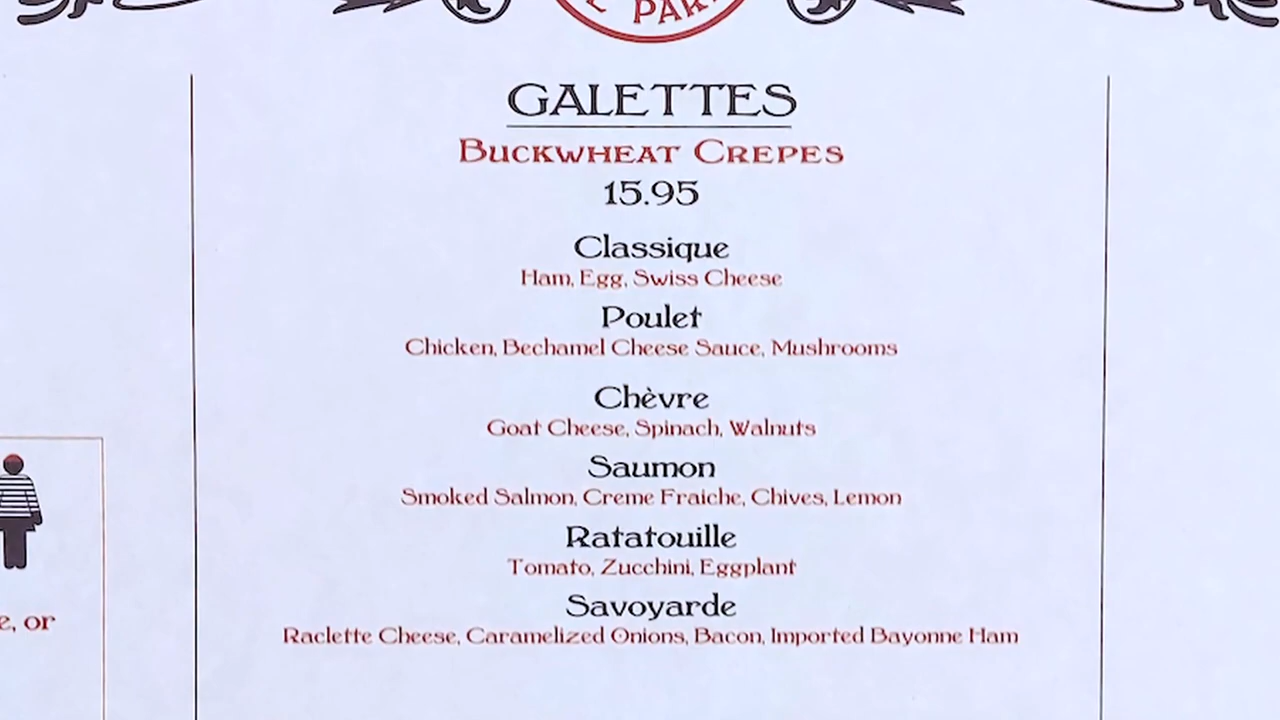 GALETTES
Buckwheat Crepes
15.95
Classique
Ham, Egg, Swiss Cheese
Poulet
Chicken, Bechamel Cheese Sauce, Mushrooms
Chèvre
Goat Cheese, Spinach, Walnuts
Saumon
Smoked Salmon, Creme Fraiche, Chives, Lemon
Ratatouille
Tomato, Zucchini, Eggplant
Savoyarde
Raclette Cheese, Caramelized Onions, Bacon, Imported Bayonne Ham
or